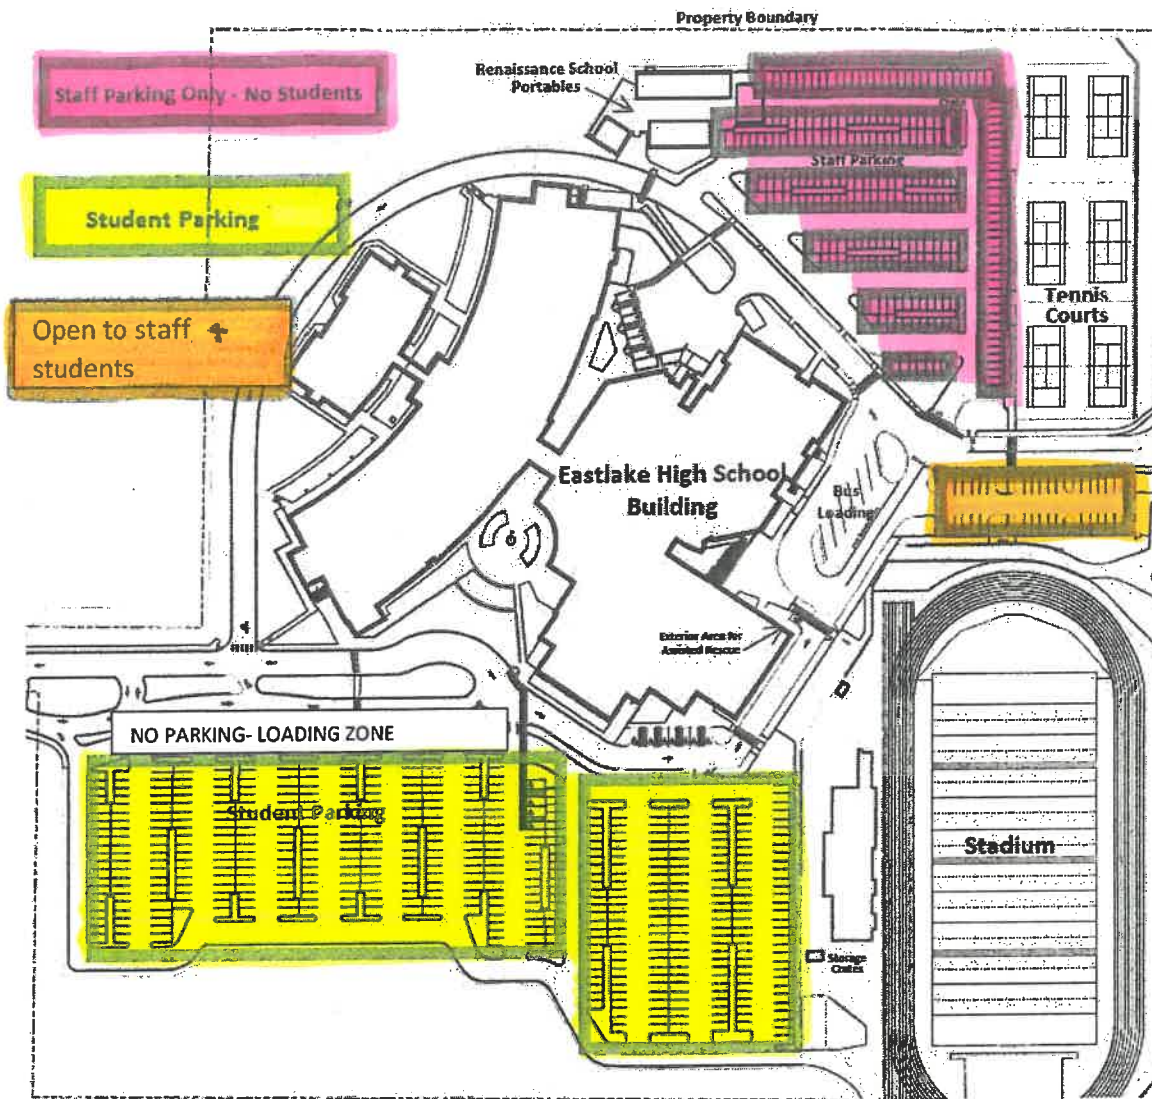 Property Boundary
Renaissance School
Portables
Staff Parking Only - No Students
Staff Parking
Student Parking
Open to staff +
students
Tennis
Courts
Eastlake High School
Building
Bus
Loading
Exterior Area for
Assisted Rescue
NO PARKING- LOADING ZONE
Student Parking
Stadium
Storage
Crates